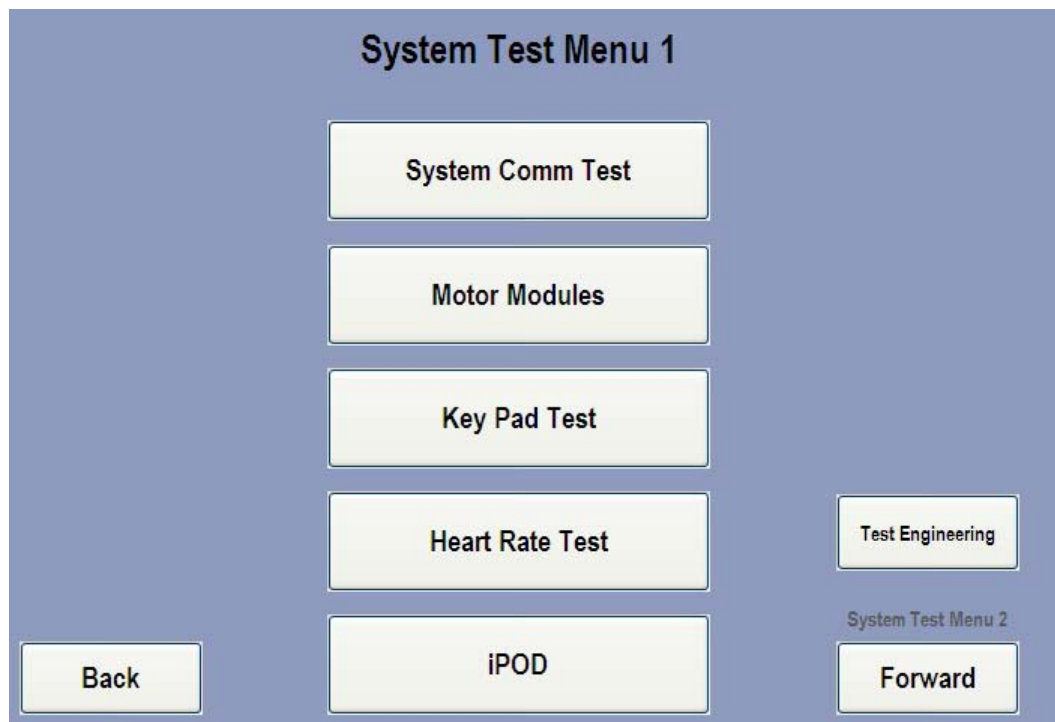 System Test Menu 1
System Comm Test
Motor Modules
Key Pad Test
Heart Rate Test
Test Engineering
System Test Menu 2
iPOD
Back
Forward